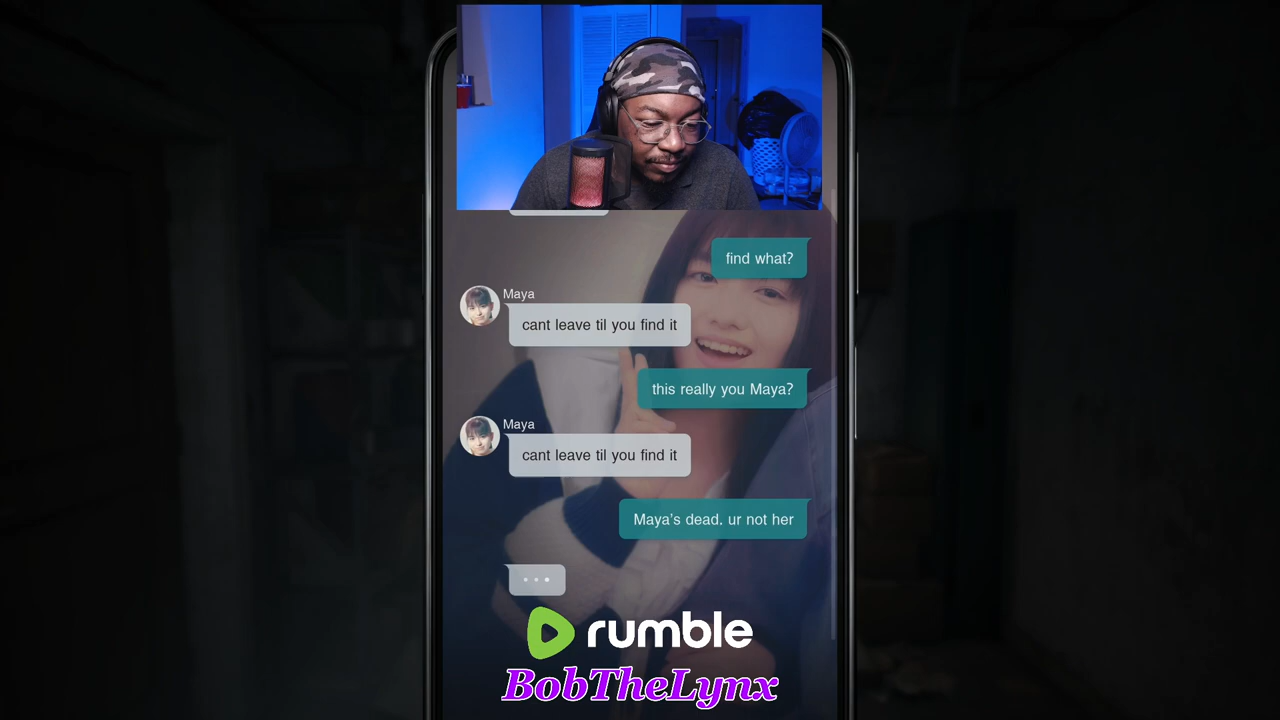 find what?
Maya
cant leave til you find it
this really you Maya?
Maya
cant leave til you find it
Maya's dead. ur not her
rumble
BobTheLynx